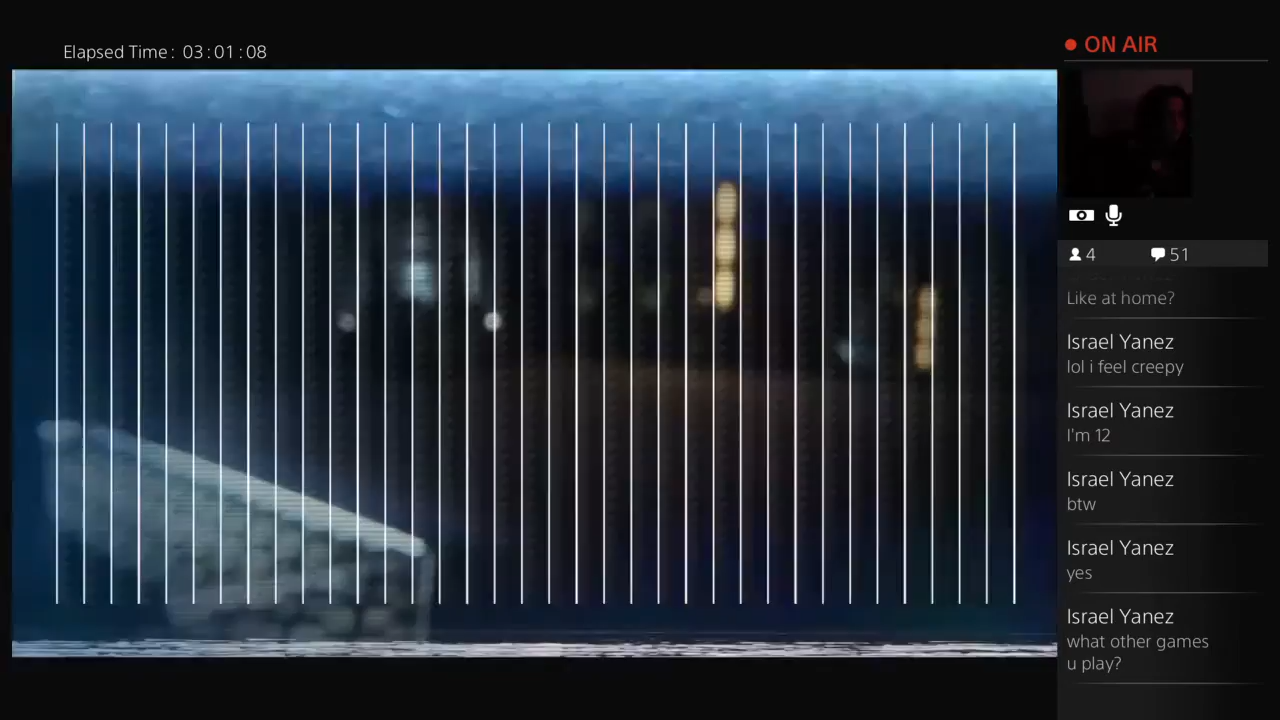 Elapsed Time: 03:01:08
ON AIR
4 51
Like at home?
Israel Yanez
lol i feel creepy
Israel Yanez
I'm 12
Israel Yanez
btw
Israel Yanez
yes
Israel Yanez
what other games
u play?